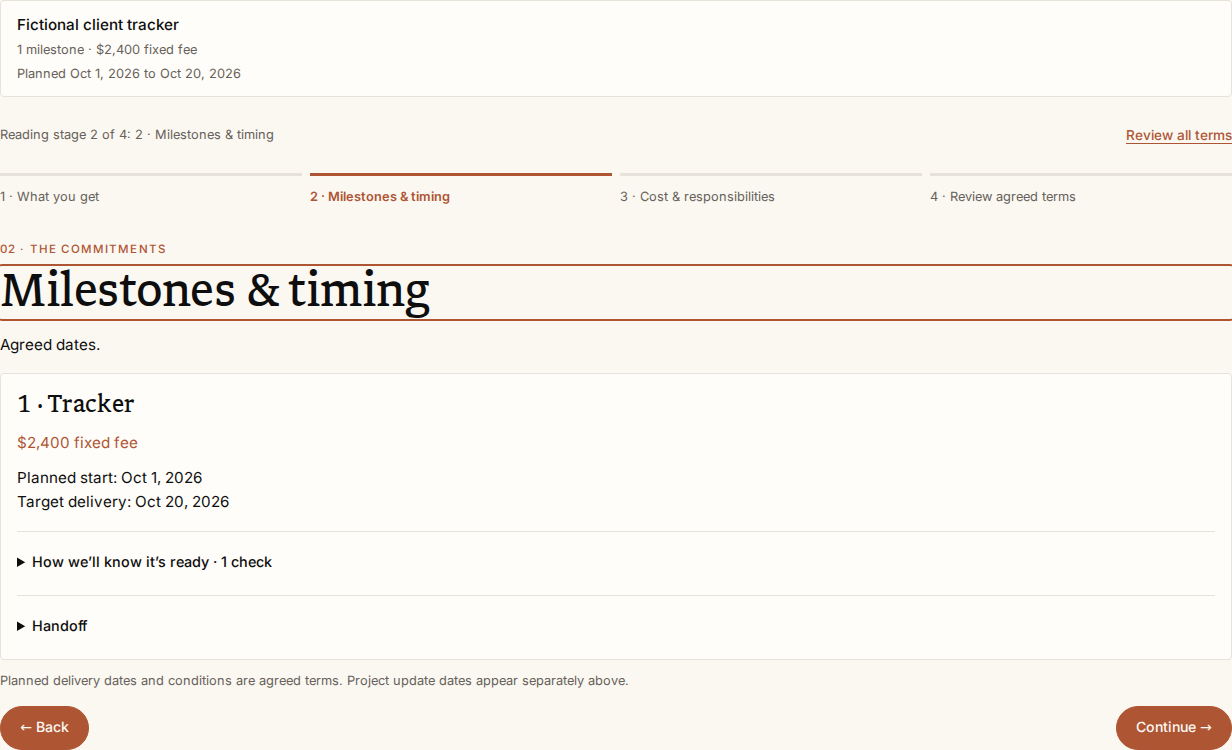 Fictional client tracker
1 milestone · $2,400 fixed fee
Planned Oct 1, 2026 to Oct 20, 2026
Reading stage 2 of 4: 2 · Milestones & timing
Review all terms
1 · What you get
2 · Milestones & timing
3 · Cost & responsibilities
4 · Review agreed terms
02 · THE COMMITMENTS
Milestones & timing
Agreed dates.
1 · Tracker
$2,400 fixed fee
Planned start: Oct 1, 2026
Target delivery: Oct 20, 2026
How we’ll know it’s ready · 1 check
Handoff
Planned delivery dates and conditions are agreed terms. Project update dates appear separately above.
← Back
Continue →